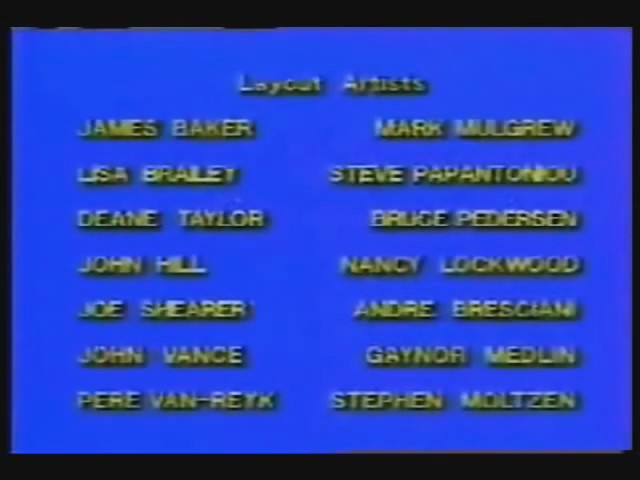 Layout Artists
JAMES BAKER MARK MULGREW
LISA BRAILEY STEVE PAPANTONIOU
DEANE TAYLOR BRUCE PEDERSEN
JOHN HILL NANCY LOCKWOOD
JOE SHEARER ANDRE BRESCIANI
JOHN VANCE GAYNOR MEDLIN
PERE VAN-REYK STEPHEN MOLTZEN